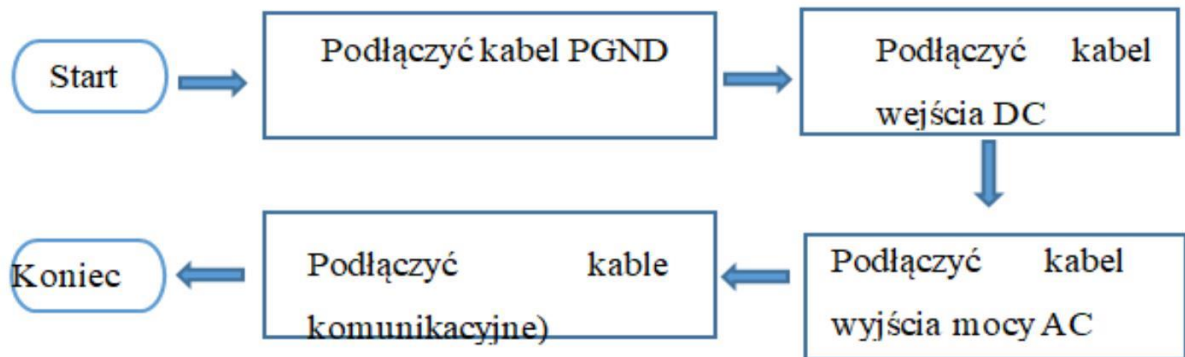 Start
Podłączyć kabel PGND
Podłączyć kabel
wejścia DC
Podłączyć kabel
wyjścia mocy AC
Podłączyć kable
komunikacyjne)
Koniec